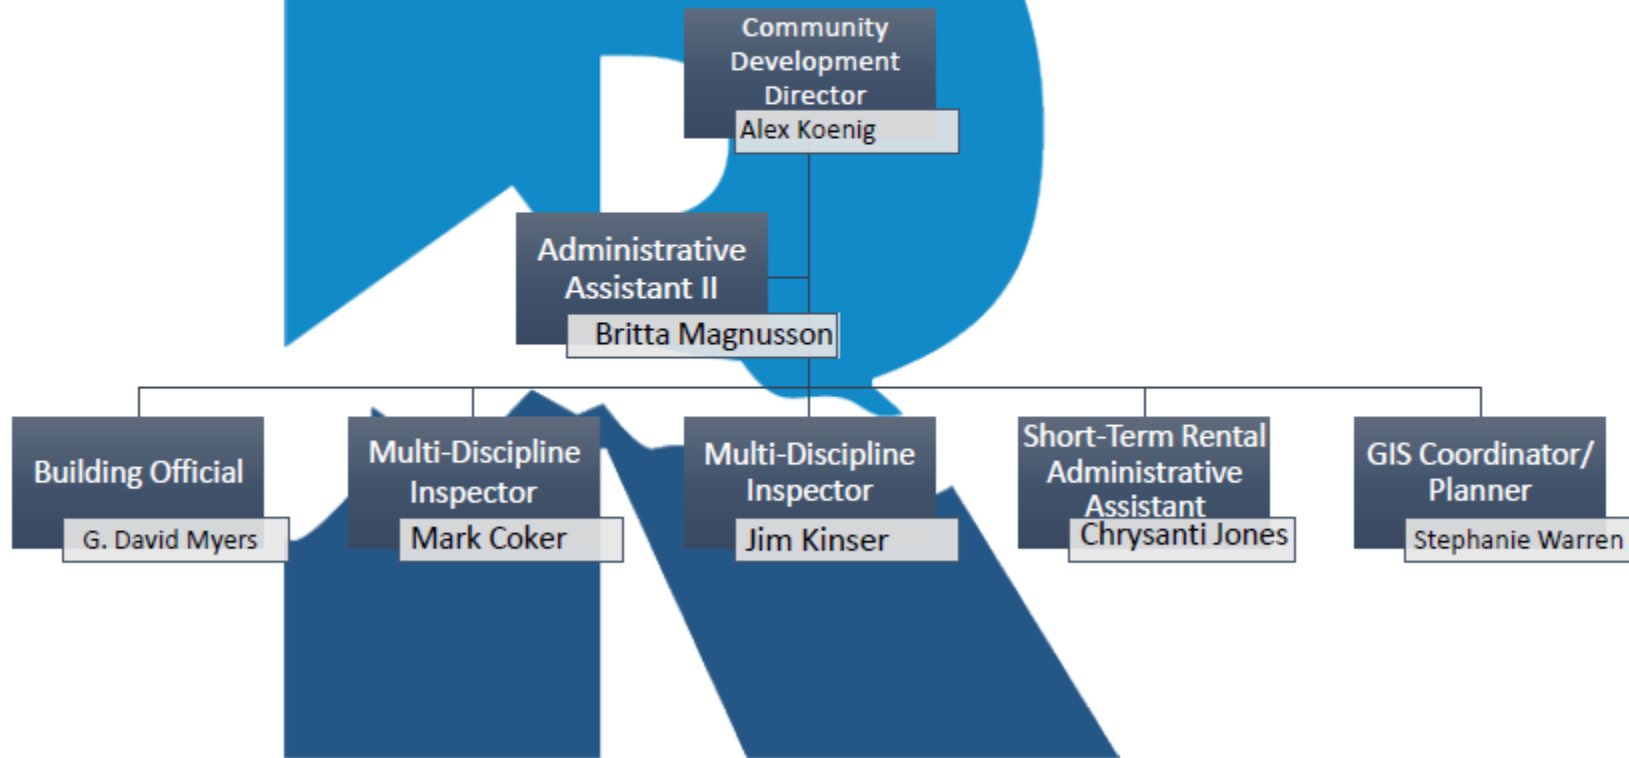 Community
Development
Director
Alex Koenig
Administrative
Assistant II
Britta Magnusson
Building Official
G. David Myers
Multi-Discipline
Inspector
Mark Coker
Multi-Discipline
Inspector
Jim Kinser
Short-Term Rental
Administrative
Assistant
Chrysanti Jones
GIS Coordinator/
Planner
Stephanie Warren